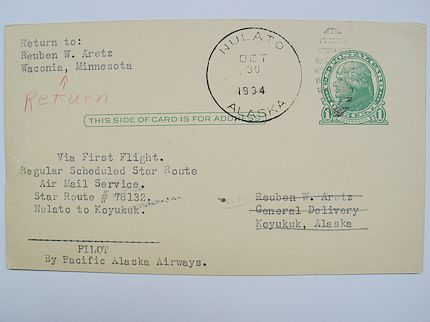 Return to:
Reuben W. Aretz
Waconia, Minnesota
Return
NULATO
OCT
30
1934
ALASKA
U·S·POSTAL·CARD
1 1
THIS SIDE OF CARD IS FOR ADDRESS
Via First Flight.
Regular Scheduled Star Route
Air Mail Service.
Star Route # 78132.
Nulato to Koyukuk.
Reuben W. Aretz
General Delivery
Koyukuk, Alaska
PILOT
By Pacific Alaska Airways.